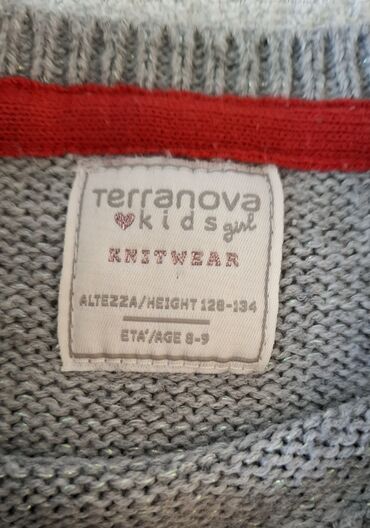 Terranova
kids girl
KNITWEAR
ALTEZZA/HEIGHT 128-134
ETA'/AGE 8-9